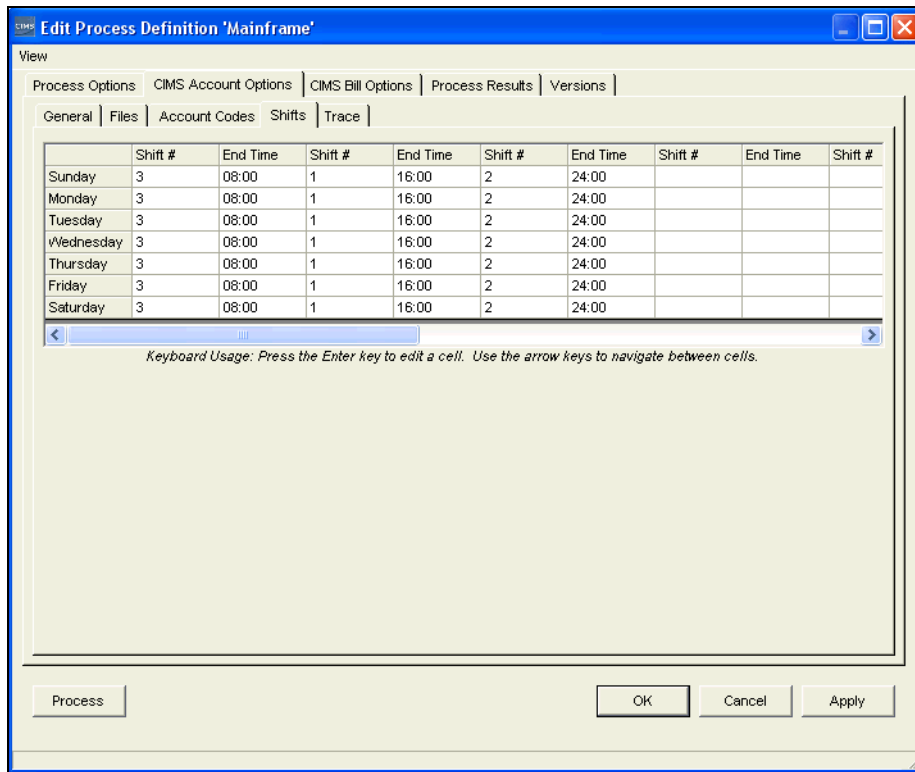 CIMS Edit Process Definition 'Mainframe'
View
Process Options CIMS Account Options CIMS Bill Options Process Results Versions
General Files Account Codes Shifts Trace
Shift # End Time Shift # End Time Shift # End Time Shift # End Time Shift #
Sunday 3 08:00 1 16:00 2 24:00
Monday 3 08:00 1 16:00 2 24:00
Tuesday 3 08:00 1 16:00 2 24:00
Wednesday 3 08:00 1 16:00 2 24:00
Thursday 3 08:00 1 16:00 2 24:00
Friday 3 08:00 1 16:00 2 24:00
Saturday 3 08:00 1 16:00 2 24:00
Keyboard Usage: Press the Enter key to edit a cell. Use the arrow keys to navigate between cells.
Process OK Cancel Apply